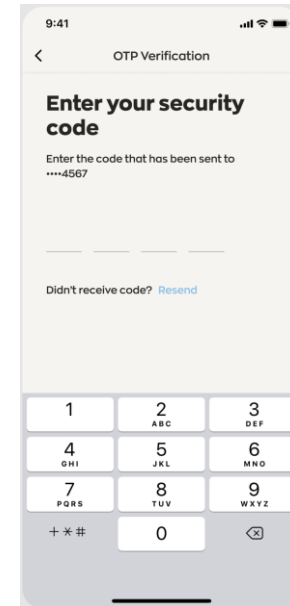 9:41
OTP Verification
Enter your security
code
Enter the code that has been sent to
••••4567
Didn't receive code? Resend
1 2 3
ABC DEF
4 5 6
GHI JKL MNO
7 8 9
PQRS TUV WXYZ
+*# 0